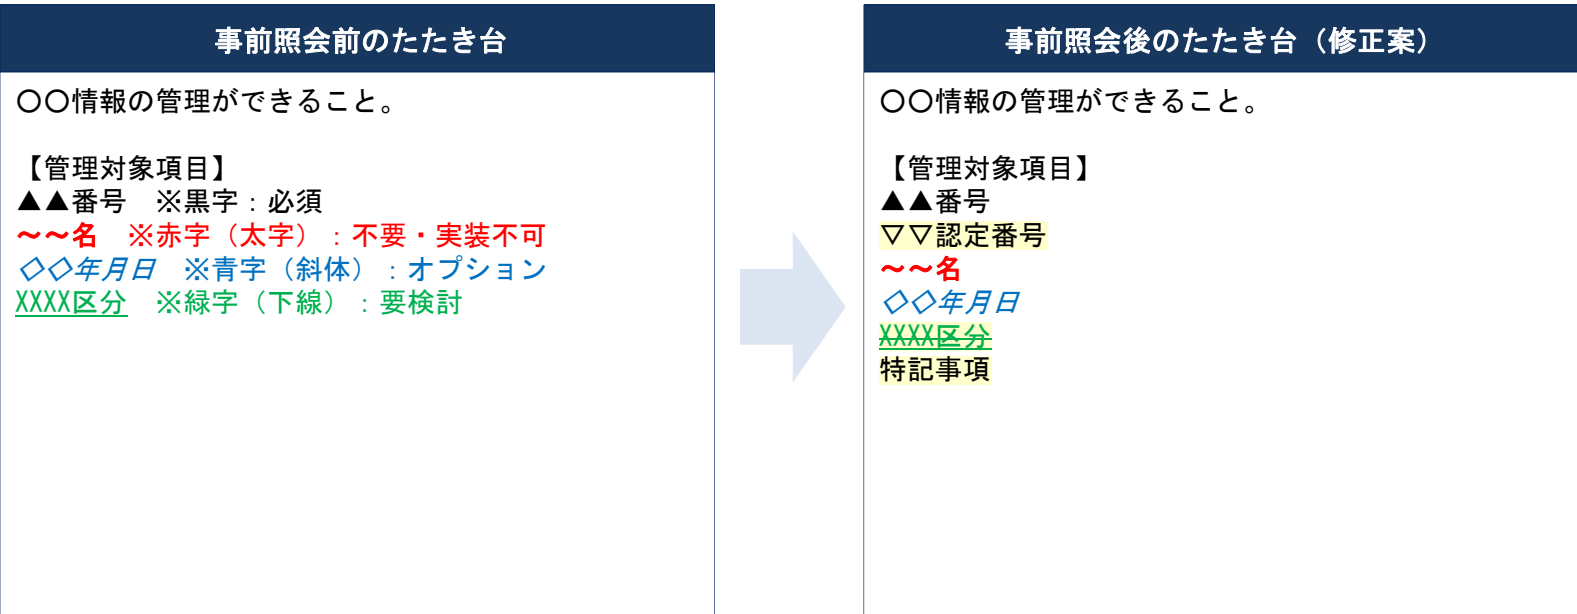 事前照会前のたたき台
〇〇情報の管理ができること。
【管理対象項目】
▲▲番号　※黒字：必須
～～名　※赤字（太字）：不要・実装不可
◇◇年月日　※青字（斜体）：オプション
XXXX区分　※緑字（下線）：要検討
事前照会後のたたき台（修正案）
〇〇情報の管理ができること。
【管理対象項目】
▲▲番号
▽▽認定番号
～～名
◇◇年月日
XXXX区分
特記事項